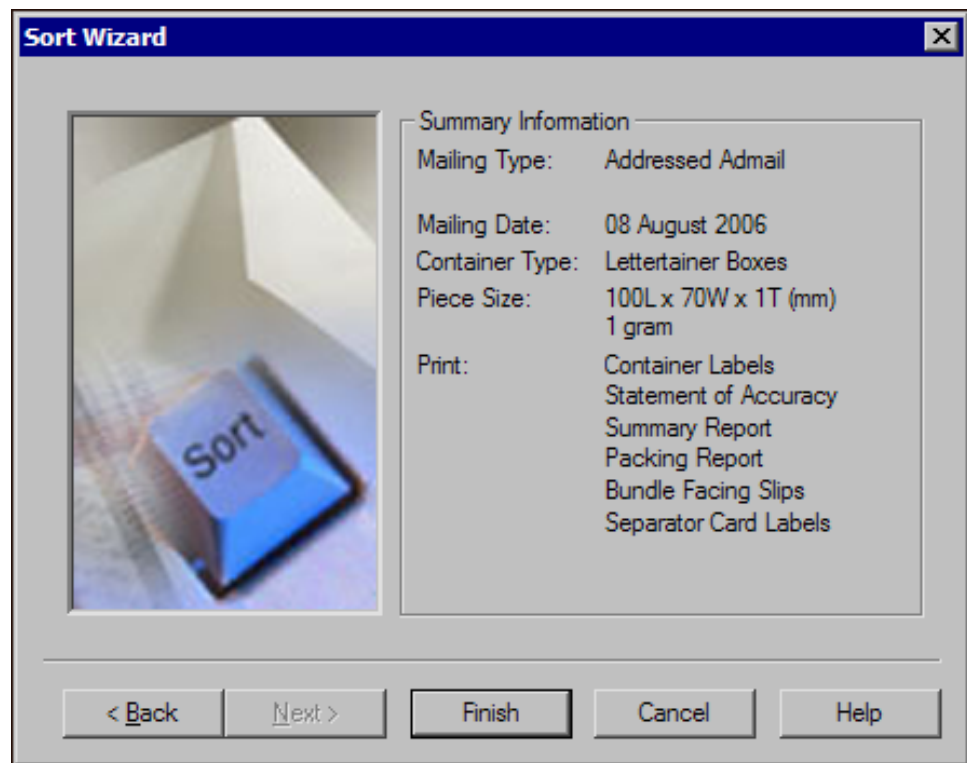 Sort Wizard
Summary Information
Mailing Type: Addressed Admail
Mailing Date: 08 August 2006
Container Type: Lettertainer Boxes
Piece Size: 100L x 70W x 1T (mm)
1 gram
Print: Container Labels
Statement of Accuracy
Summary Report
Packing Report
Bundle Facing Slips
Separator Card Labels
Sort
< Back Next > Finish Cancel Help